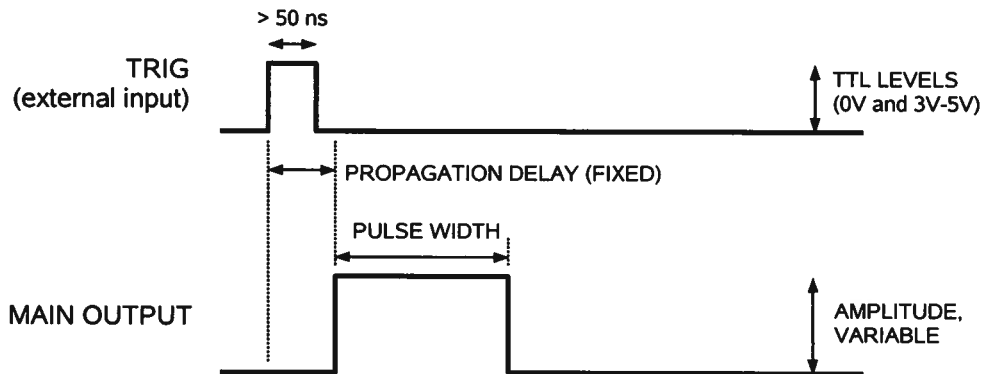 > 50 ns
TRIG
(external input)
TTL LEVELS
(0V and 3V-5V)
PROPAGATION DELAY (FIXED)
PULSE WIDTH
MAIN OUTPUT
AMPLITUDE,
VARIABLE